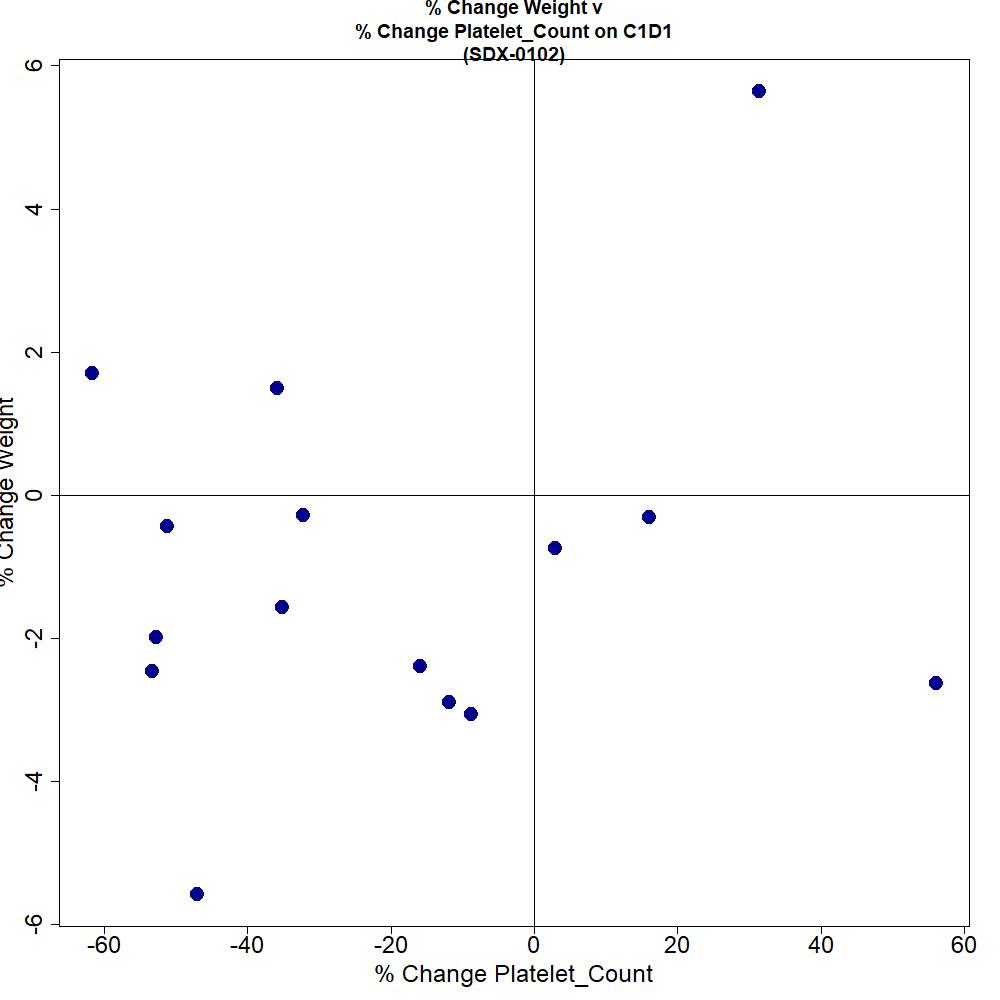 % Change Weight v
% Change Platelet_Count on C1D1
(SDX-0102)
6
4
2
0
-2
-4
-6
% Change Weight
-60
-40
-20
0
20
40
60
% Change Platelet_Count